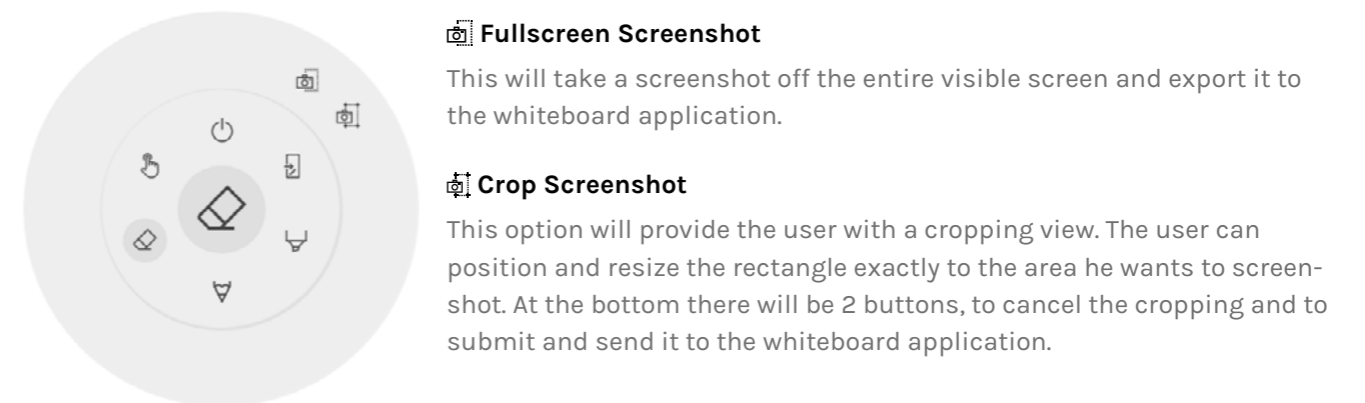 Fullscreen Screenshot
This will take a screenshot off the entire visible screen and export it to
the whiteboard application.
Crop Screenshot
This option will provide the user with a cropping view. The user can
position and resize the rectangle exactly to the area he wants to screen-
shot. At the bottom there will be 2 buttons, to cancel the cropping and to
submit and send it to the whiteboard application.